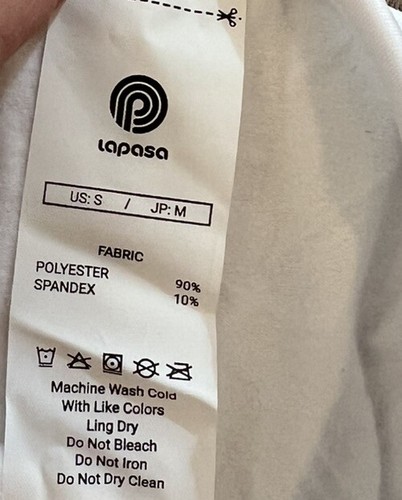 Lapasa
US: S / JP: M
FABRIC
POLYESTER 90%
SPANDEX 10%
Machine Wash Cold
With Like Colors
Ling Dry
Do Not Bleach
Do Not Iron
Do Not Dry Clean